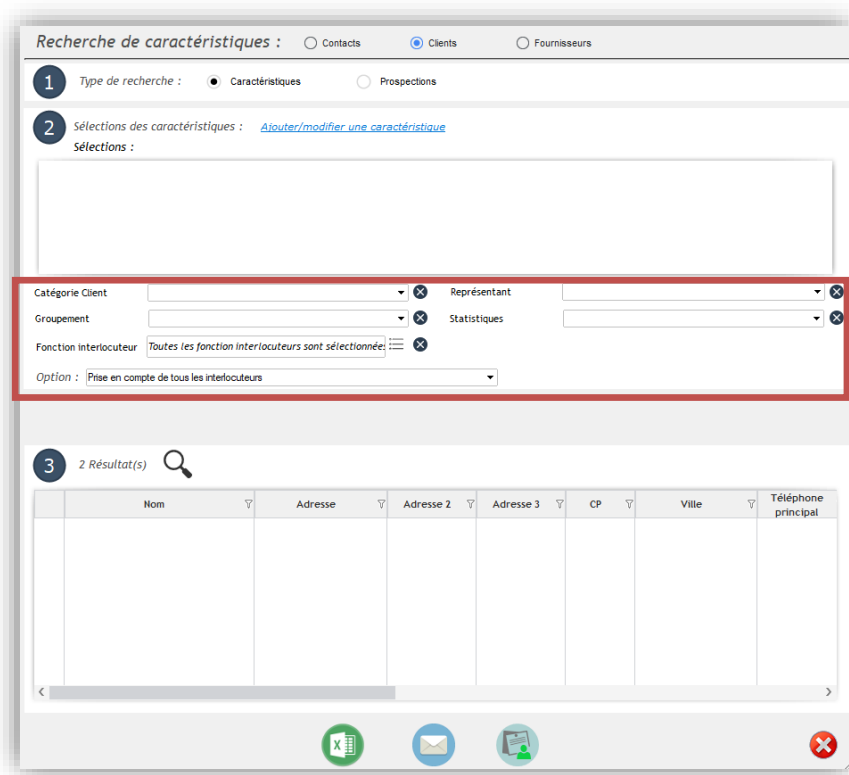 Recherche de caractéristiques : Contacts Clients Fournisseurs
1 Type de recherche : Caractéristiques Prospections
2 Sélections des caractéristiques : Ajouter/modifier une caractéristique
Sélections :
Catégorie Client Représentant
Groupement Statistiques
Fonction interlocuteur Toutes les fonction interlocuteurs sont sélectionnées
Option : Prise en compte de tous les interlocuteurs
3 2 Résultat(s)
Nom Adresse Adresse 2 Adresse 3 CP Ville Téléphone principal